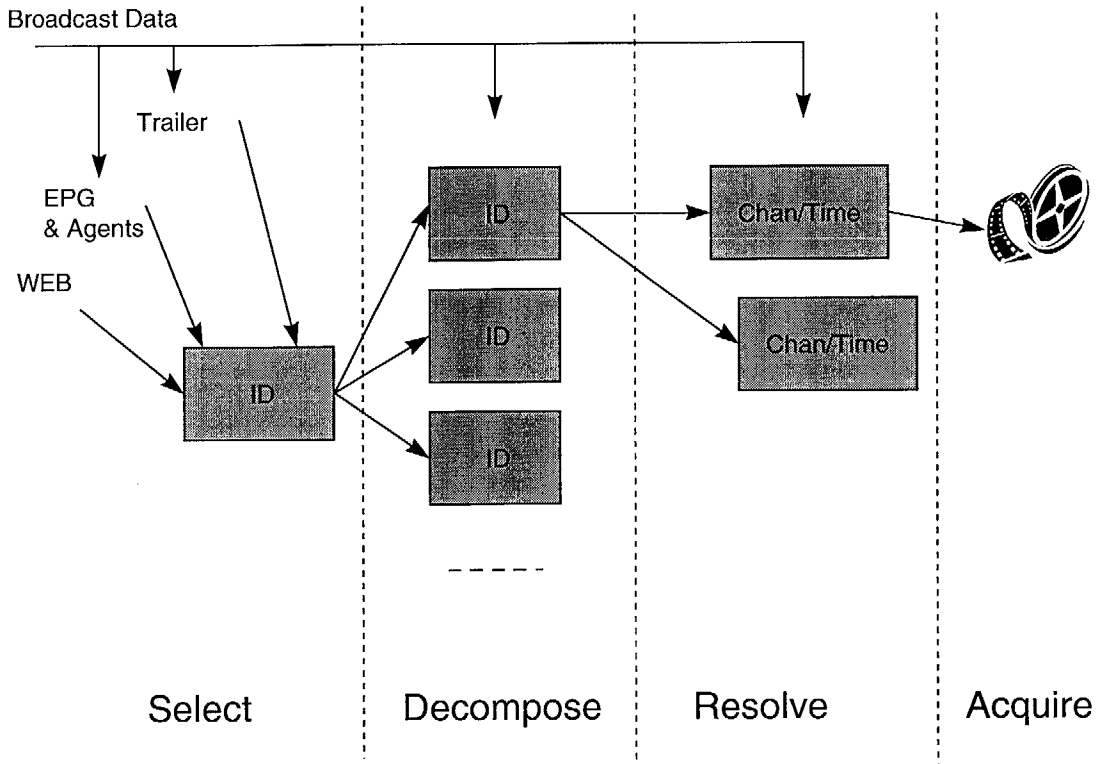 Broadcast Data
Trailer
EPG
& Agents
WEB
ID
ID
ID
ID
Chan/Time
Chan/Time
Select
Decompose
Resolve
Acquire